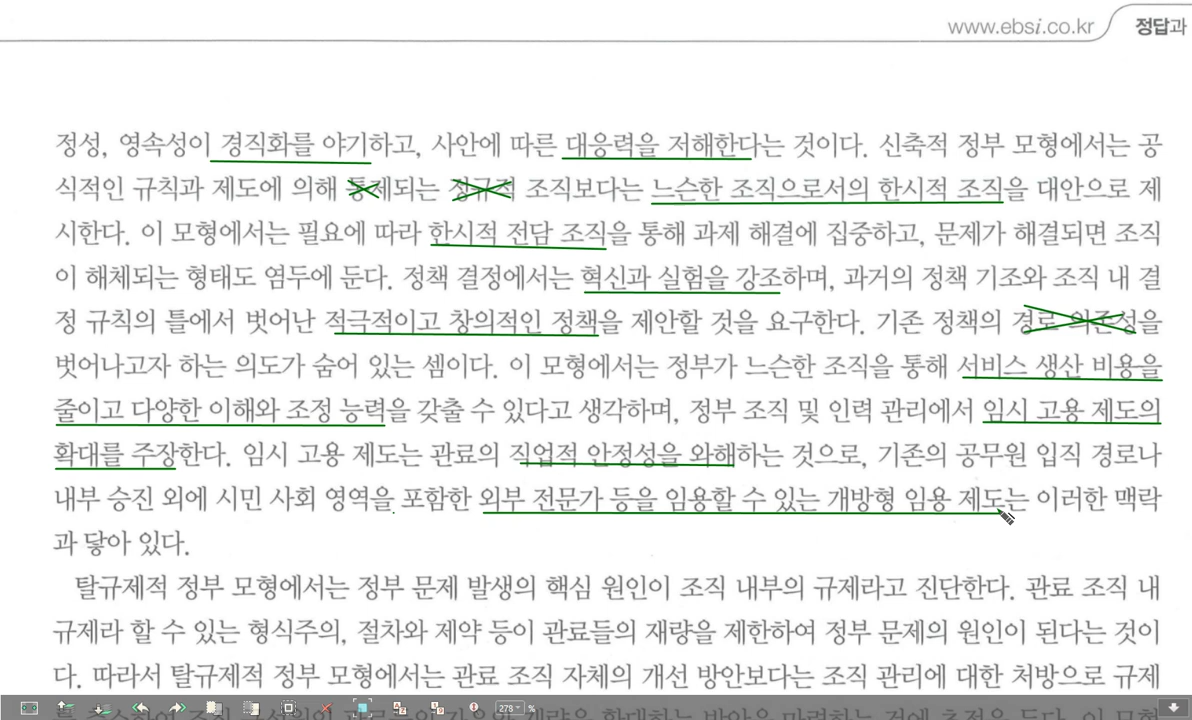 www.ebsi.co.kr 정답과
정성, 영속성이 경직화를 야기하고, 사안에 따른 대응력을 저해한다는 것이다. 신축적 정부 모형에서는 공
식적인 규칙과 제도에 의해 통제되는 정규적 조직보다는 느슨한 조직으로서의 한시적 조직을 대안으로 제
시한다. 이 모형에서는 필요에 따라 한시적 전담 조직을 통해 과제 해결에 집중하고, 문제가 해결되면 조직
이 해체되는 형태도 염두에 둔다. 정책 결정에서는 혁신과 실험을 강조하며, 과거의 정책 기조와 조직 내 결
정 규칙의 틀에서 벗어난 적극적이고 창의적인 정책을 제안할 것을 요구한다. 기존 정책의 경로 의존성을
벗어나고자 하는 의도가 숨어 있는 셈이다. 이 모형에서는 정부가 느슨한 조직을 통해 서비스 생산 비용을
줄이고 다양한 이해와 조정 능력을 갖출 수 있다고 생각하며, 정부 조직 및 인력 관리에서 임시 고용 제도의
확대를 주장한다. 임시 고용 제도는 관료의 직업적 안정성을 와해하는 것으로, 기존의 공무원 입직 경로나
내부 승진 외에 시민 사회 영역을 포함한 외부 전문가 등을 임용할 수 있는 개방형 임용 제도는 이러한 맥락
과 닿아 있다.
탈규제적 정부 모형에서는 정부 문제 발생의 핵심 원인이 조직 내부의 규제라고 진단한다. 관료 조직 내
규제라 할 수 있는 형식주의, 절차와 제약 등이 관료들의 재량을 제한하여 정부 문제의 원인이 된다는 것이
다. 따라서 탈규제적 정부 모형에서는 관료 조직 자체의 개선 방안보다는 조직 관리에 대한 처방으로 규제
278 %